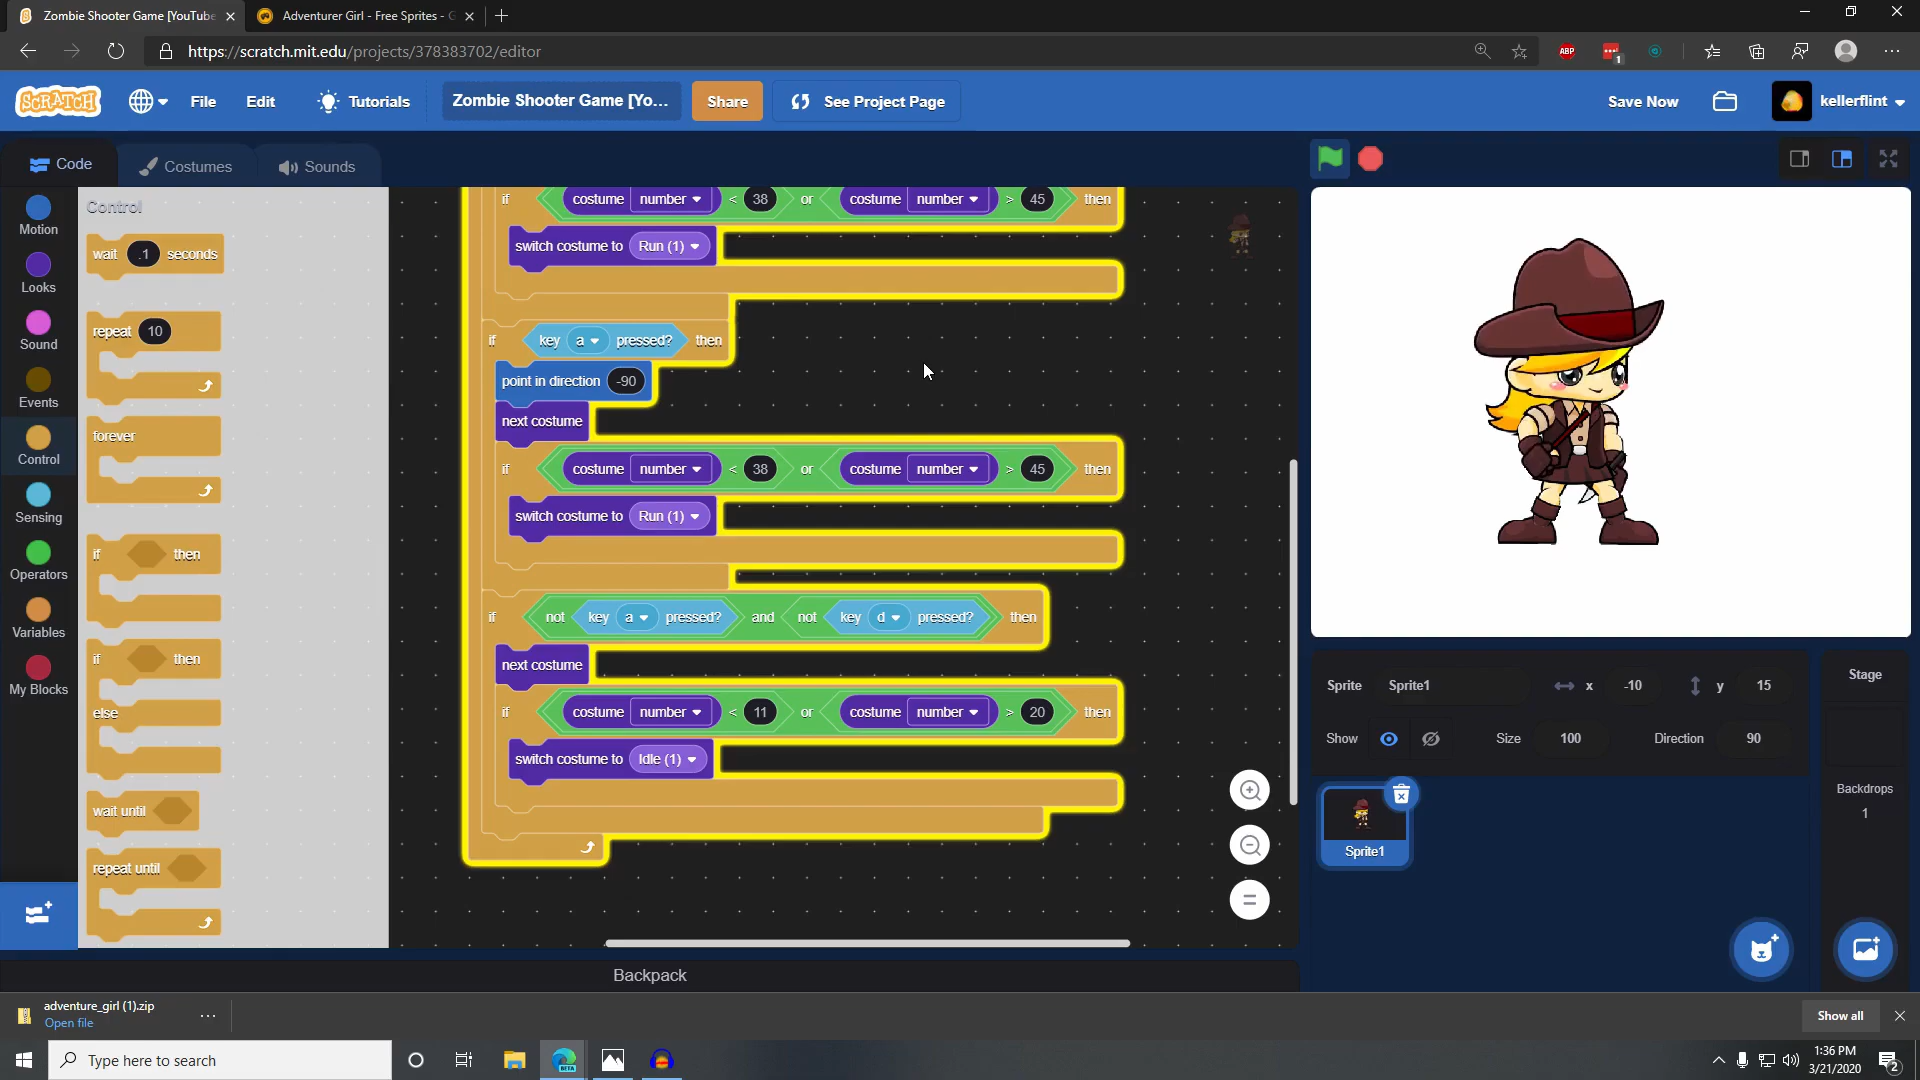 Zombie Shooter Game [YouTube
Adventurer Girl - Free Sprites - G
https://scratch.mit.edu/projects/378383702/editor
ABP
1
SCRATCH
File
Edit
Tutorials
Zombie Shooter Game [Yo...
Share
See Project Page
Save Now
kellerflint
Code
Costumes
Sounds
Motion
Looks
Sound
Events
Control
Sensing
Operators
Variables
My Blocks
Control
wait .1 seconds
repeat 10
forever
if then
if then
else
wait until
repeat until
if costume number < 38 or costume number > 45 then
switch costume to Run (1)
if key a pressed? then
point in direction -90
next costume
if costume number < 38 or costume number > 45 then
switch costume to Run (1)
if not key a pressed? and not key d pressed? then
next costume
if costume number < 11 or costume number > 20 then
switch costume to Idle (1)
Backpack
Sprite Sprite1 x -10 y 15
Show Size 100 Direction 90
Sprite1
Stage
Backdrops
1
adventure_girl (1).zip
Open file
Show all
Type here to search
BETA
1:36 PM
3/21/2020
2